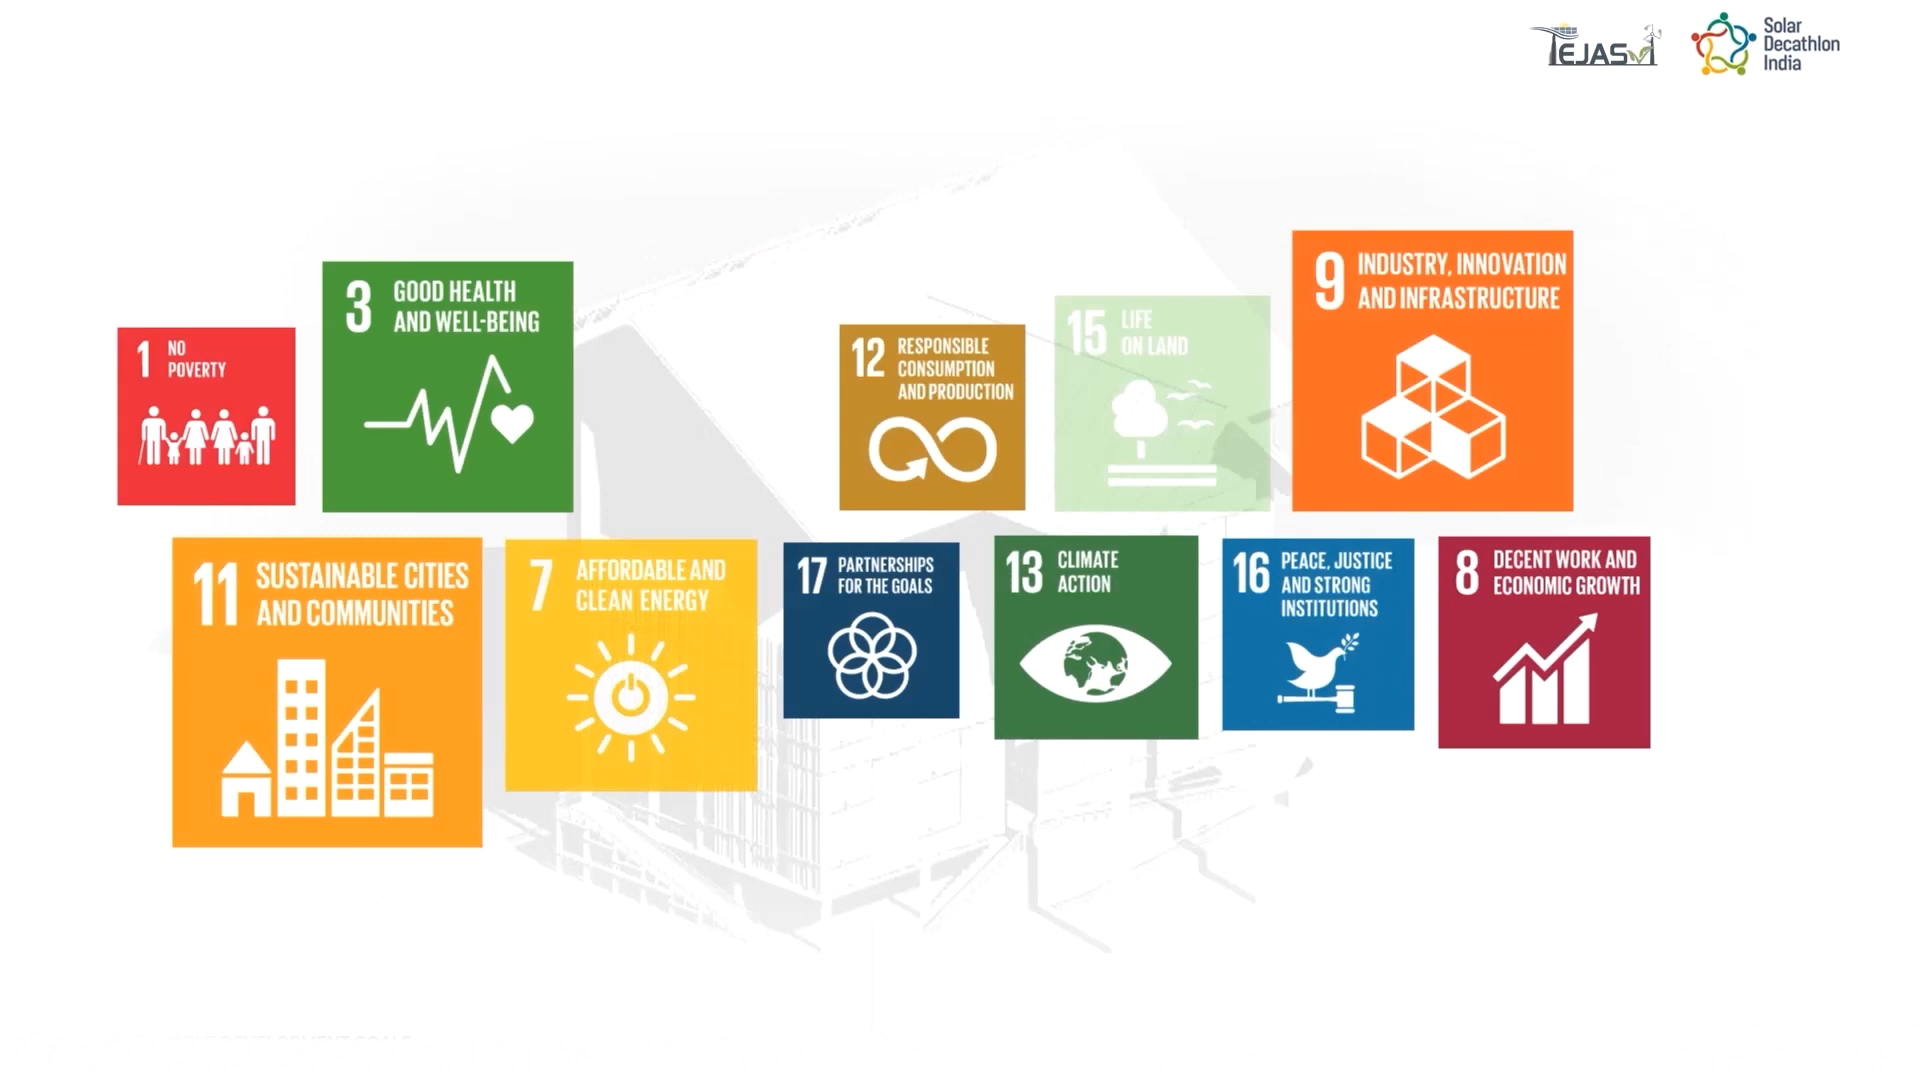 TEJASVI
Solar
Decathlon
India
1 NO
POVERTY
3 GOOD HEALTH
AND WELL-BEING
12 RESPONSIBLE
CONSUMPTION
AND PRODUCTION
15 LIFE
ON LAND
9 INDUSTRY, INNOVATION
AND INFRASTRUCTURE
11 SUSTAINABLE CITIES
AND COMMUNITIES
7 AFFORDABLE AND
CLEAN ENERGY
17 PARTNERSHIPS
FOR THE GOALS
13 CLIMATE
ACTION
16 PEACE, JUSTICE
AND STRONG
INSTITUTIONS
8 DECENT WORK AND
ECONOMIC GROWTH